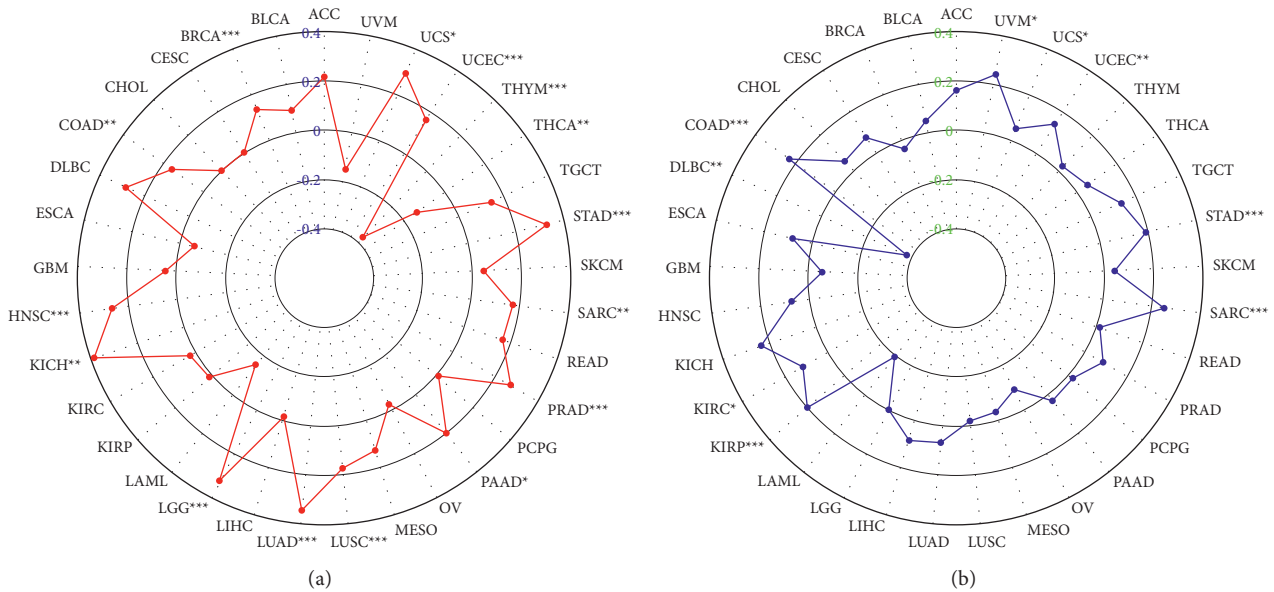 ACC
UVM
UCS*
UCEC***
THYM***
THCA**
TGCT
STAD***
SKCM
SARC**
READ
PRAD***
PCPG
PAAD*
OV
MESO
LUSC***
LUAD***
LIHC
LGG***
LAML
KIRP
KIRC
KICH**
HNSC***
GBM
ESCA
DLBC
COAD**
CHOL
CESC
BRCA***
BLCA
0.4
0.2
0
-0.2
-0.4
(a)
ACC
UVM*
UCS*
UCEC**
THYM
THCA
TGCT
STAD***
SKCM
SARC***
READ
PRAD
PCPG
PAAD
OV
MESO
LUSC
LUAD
LIHC
LGG
LAML
KIRP***
KIRC*
KICH
HNSC
GBM
ESCA
DLBC**
COAD***
CHOL
CESC
BRCA
BLCA
0.4
0.2
0
-0.2
-0.4
(b)